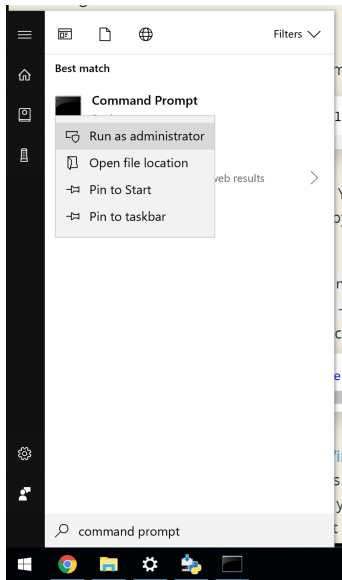 Filters
Best match
Command Prompt
Run as administrator
Open file location
web results
Pin to Start
Pin to taskbar
command prompt